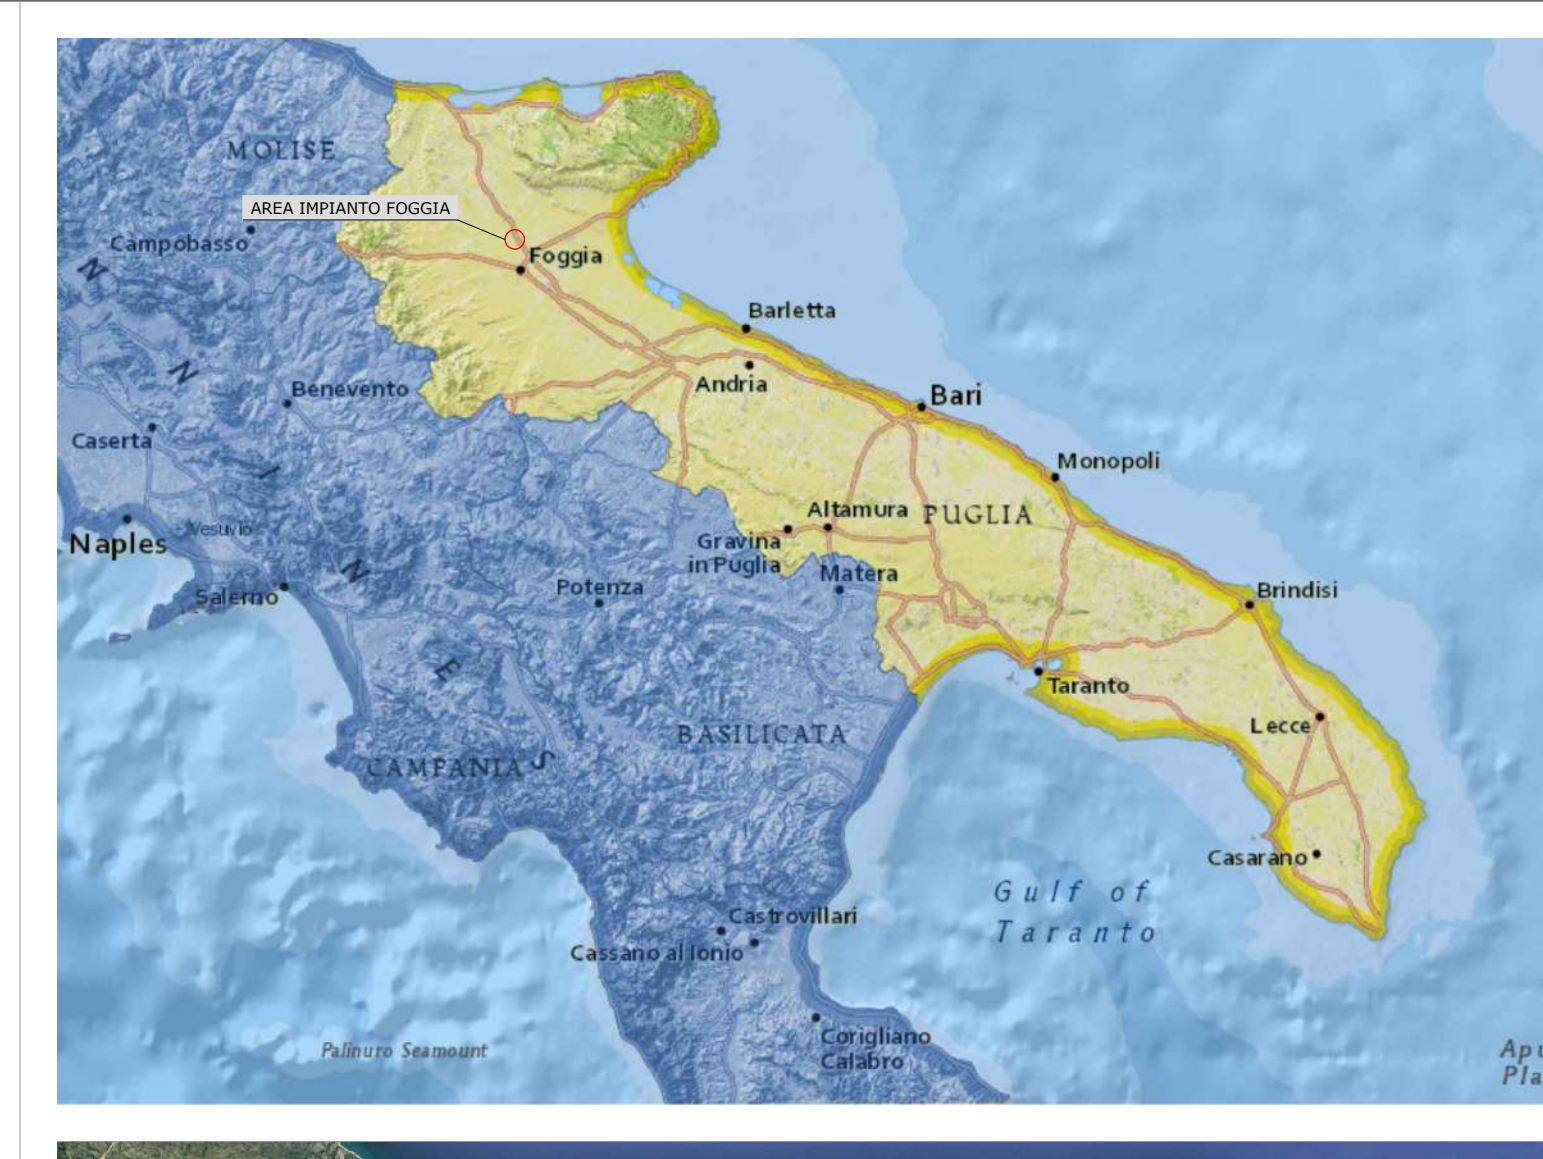 MOLISE
AREA IMPIANTO FOGGIA
Campobasso
Foggia
Barletta
Andria
Bari
Benevento
Caserta
Monopoli
Altamura
PUGLIA
Vesuvio
Naples
Gravina
in Puglia
Matera
Potenza
Salerno
Brindisi
Taranto
Lecce
BASILICATA
CAMPANIA
N
N
I
N
E
S
Casarano
Gulf of
Taranto
Castrovillari
Cassano al Ionio
Corigliano
Calabro
Palinuro Seamount